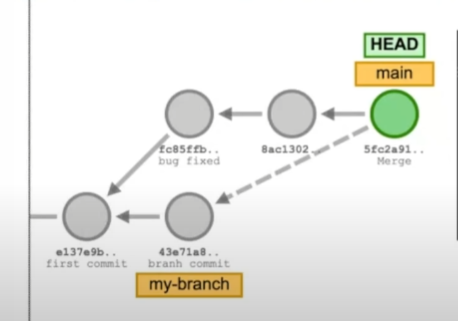 HEAD
main
fc85ffb..
bug fixed
8ac1302..
5fc2a91..
Merge
e137e9b..
first commit
43e71a8..
branh commit
my-branch